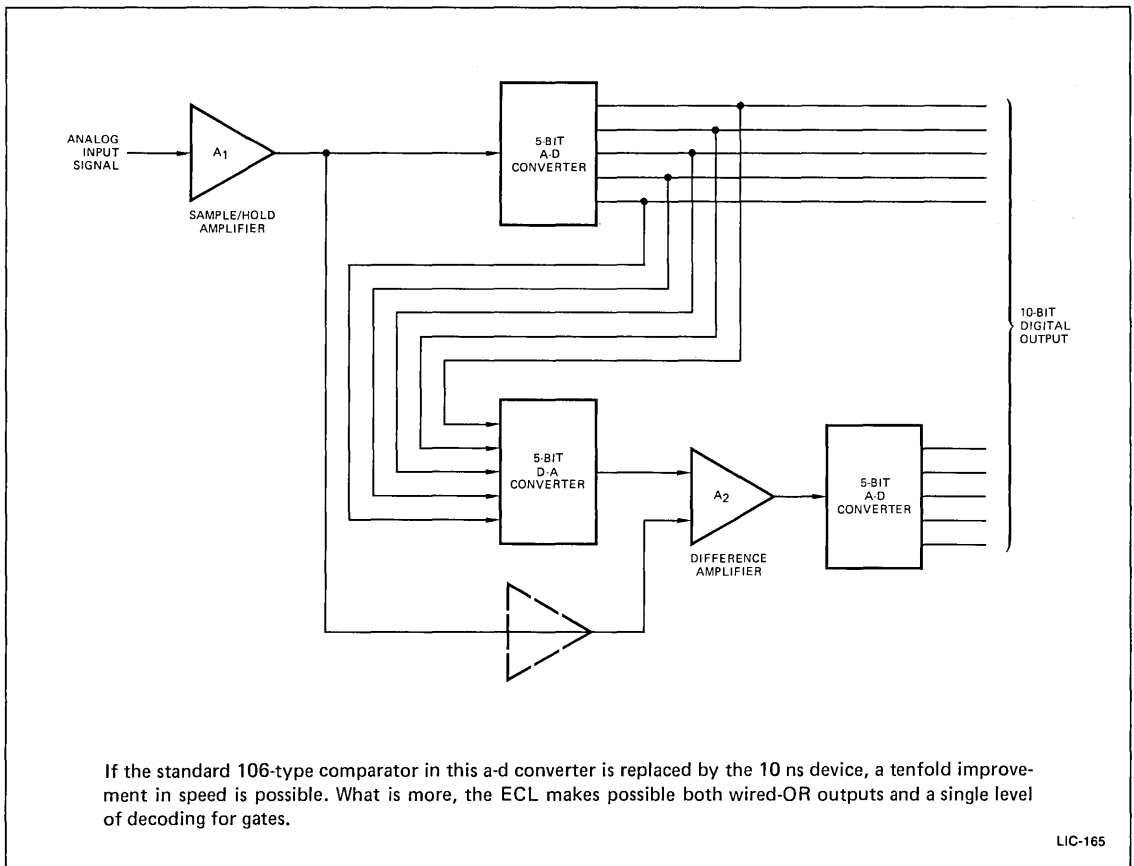 ANALOG
INPUT
SIGNAL
A1
SAMPLE/HOLD
AMPLIFIER
5-BIT
A-D
CONVERTER
10-BIT
DIGITAL
OUTPUT
5-BIT
D-A
CONVERTER
A2
DIFFERENCE
AMPLIFIER
5-BIT
A-D
CONVERTER
If the standard 106-type comparator in this a-d converter is replaced by the 10 ns device, a tenfold improve-
ment in speed is possible. What is more, the ECL makes possible both wired-OR outputs and a single level
of decoding for gates.
LIC-165